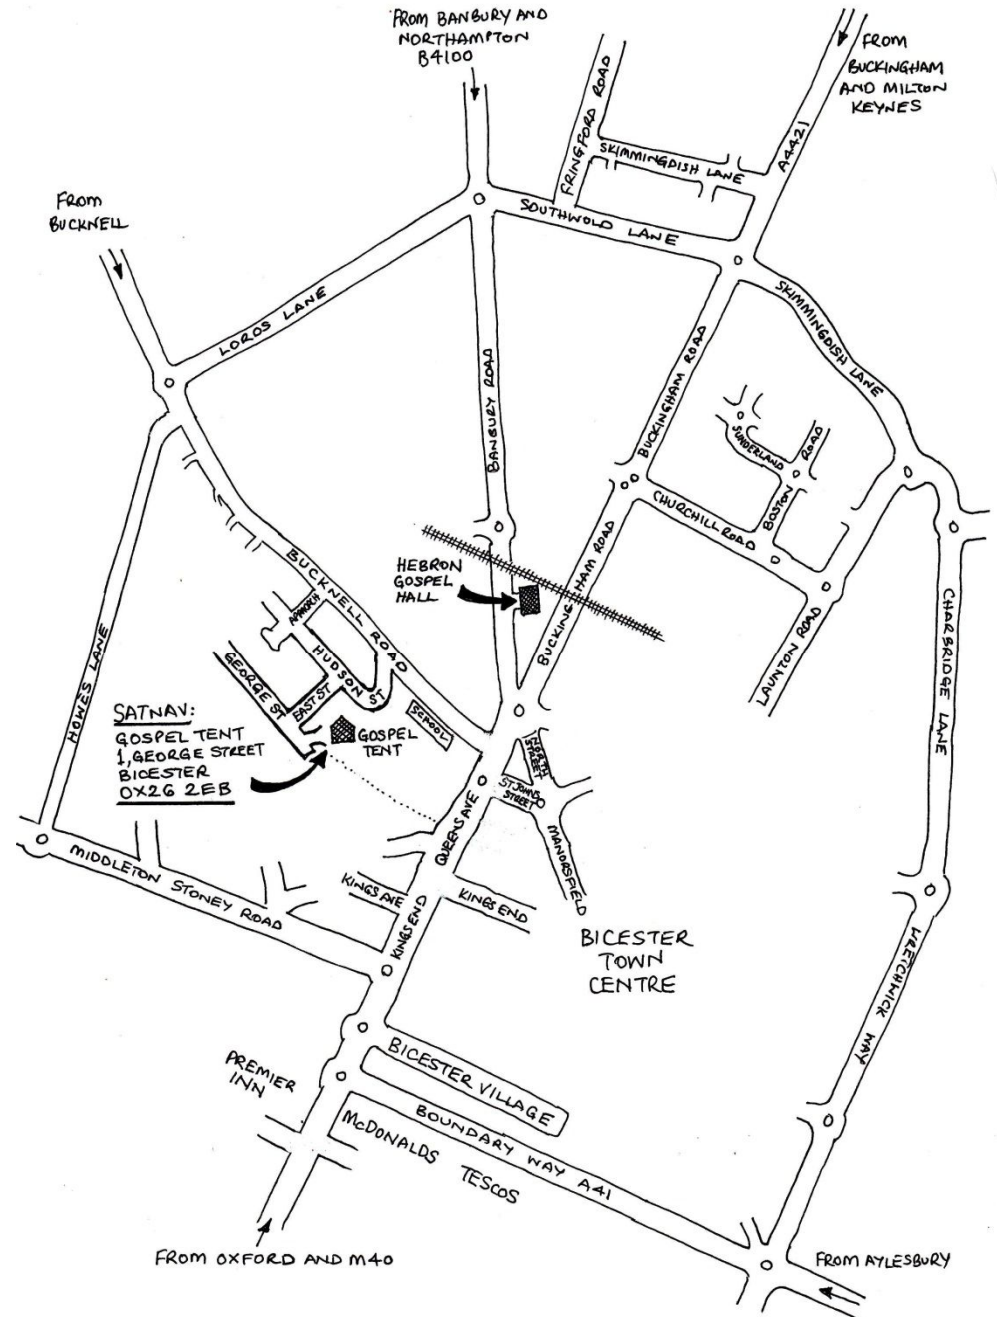 FROM BANBURY AND
NORTHAMPTON
B4100
FROM
BUCKINGHAM
AND MILTON
KEYNES
A4421
FRINGFORD ROAD
SKIMMINGDISH LANE
SOUTHWOLD LANE
FROM
BUCKNELL
LORDS LANE
SKIMMINGDISH LANE
BUCKINGHAM ROAD
BANBURY ROAD
SUNDERLAND
ROAD
BOSTON
CHURCHILL ROAD
BUCKINGHAM ROAD
HEBRON
GOSPEL
HALL
BUCKNELL ROAD
LAUNTON ROAD
CHARBRIDGE LANE
HOWES LANE
HUDSON ST
GEORGE ST
EAST ST
SCHOOL
GOSPEL
TENT
SATNAV:
GOSPEL TENT
1, GEORGE STREET
BICESTER
OX26 2EB
NORTH
STREET
ST JOHNS
STREET
QUEENS AVE
MANORSFIELD
MIDDLETON STONEY ROAD
KINGS AVE
KINGS END
KINGS END
BICESTER
TOWN
CENTRE
WRETCHWICK WAY
PREMIER
INN
BICESTER VILLAGE
BOUNDARY WAY A41
McDONALDS TESCOS
FROM OXFORD AND M40
FROM AYLESBURY